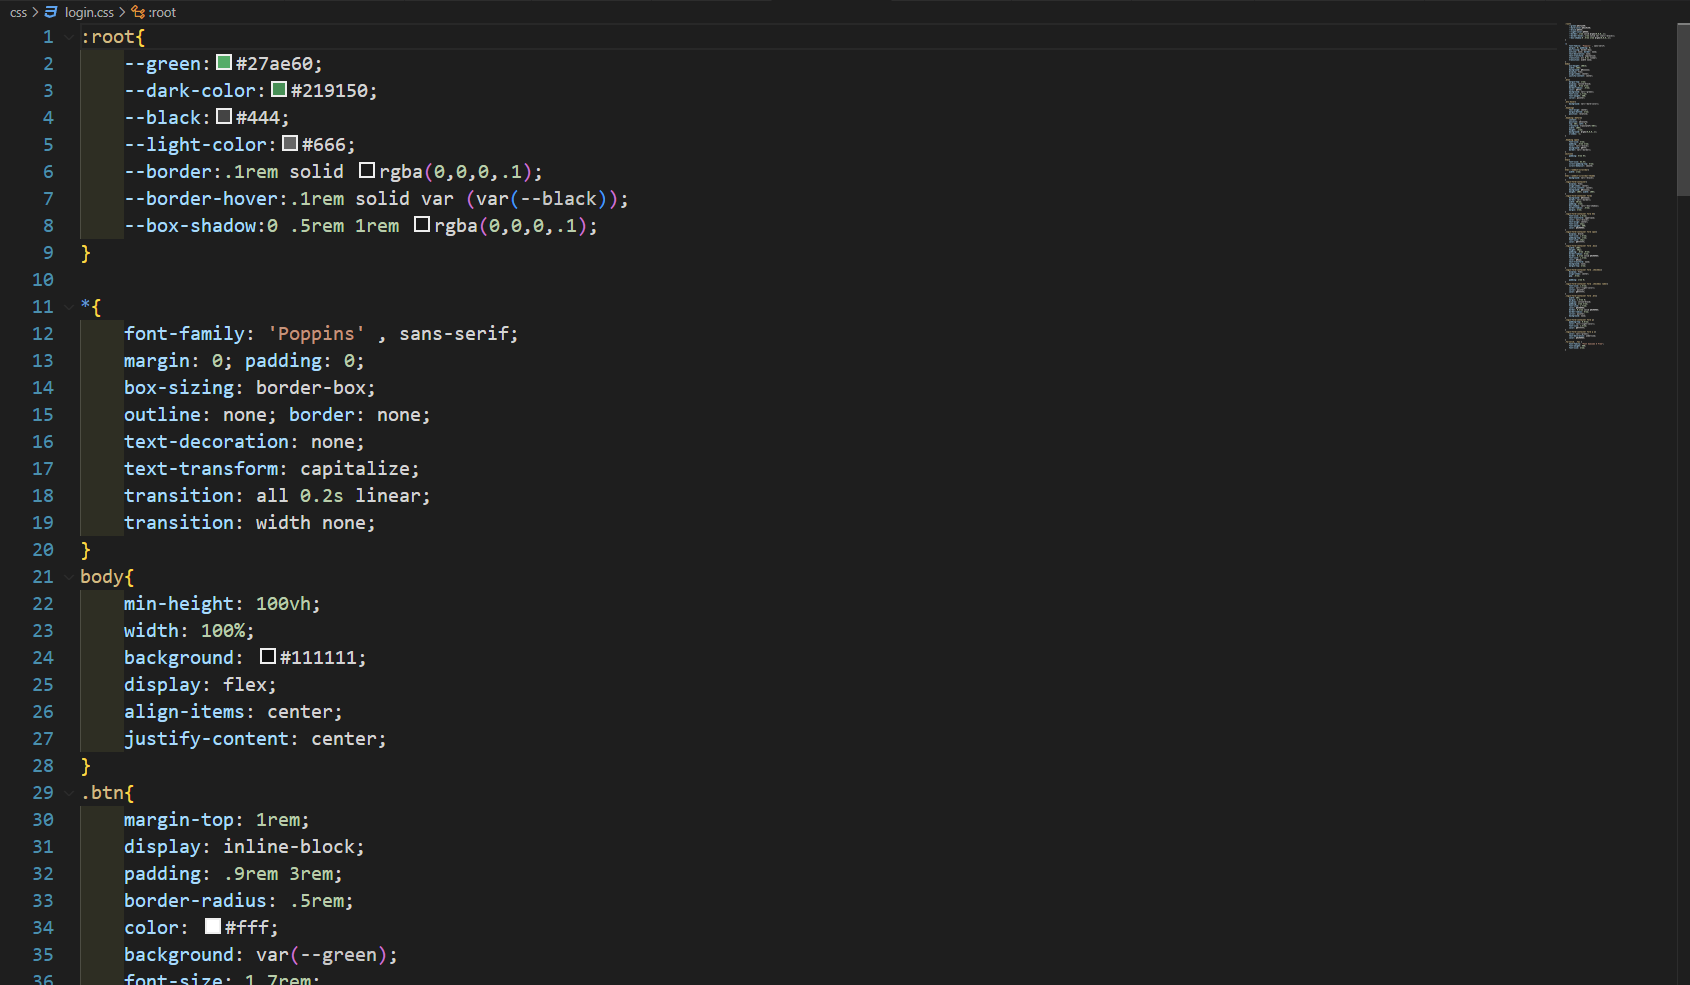 css > login.css > :root
1 :root{
2 --green: #27ae60;
3 --dark-color: #219150;
4 --black: #444;
5 --light-color: #666;
6 --border:.1rem solid rgba(0,0,0,.1);
7 --border-hover:.1rem solid var (var(--black));
8 --box-shadow:0 .5rem 1rem rgba(0,0,0,.1);
9 }
10
11 *{
12 font-family: 'Poppins' , sans-serif;
13 margin: 0; padding: 0;
14 box-sizing: border-box;
15 outline: none; border: none;
16 text-decoration: none;
17 text-transform: capitalize;
18 transition: all 0.2s linear;
19 transition: width none;
20 }
21 body{
22 min-height: 100vh;
23 width: 100%;
24 background: #111111;
25 display: flex;
26 align-items: center;
27 justify-content: center;
28 }
29 .btn{
30 margin-top: 1rem;
31 display: inline-block;
32 padding: .9rem 3rem;
33 border-radius: .5rem;
34 color: #fff;
35 background: var(--green);
36 font-size: 1.7rem;